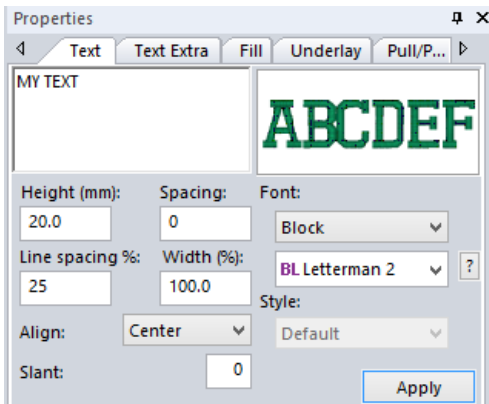 Properties
Text Text Extra Fill Underlay Pull/P...
MY TEXT
ABCDEF
Height (mm): Spacing: Font:
20.0 0 Block
Line spacing %: Width (%):
25 100.0 BL Letterman 2 ?
Style:
Align: Center Default
Slant: 0
Apply